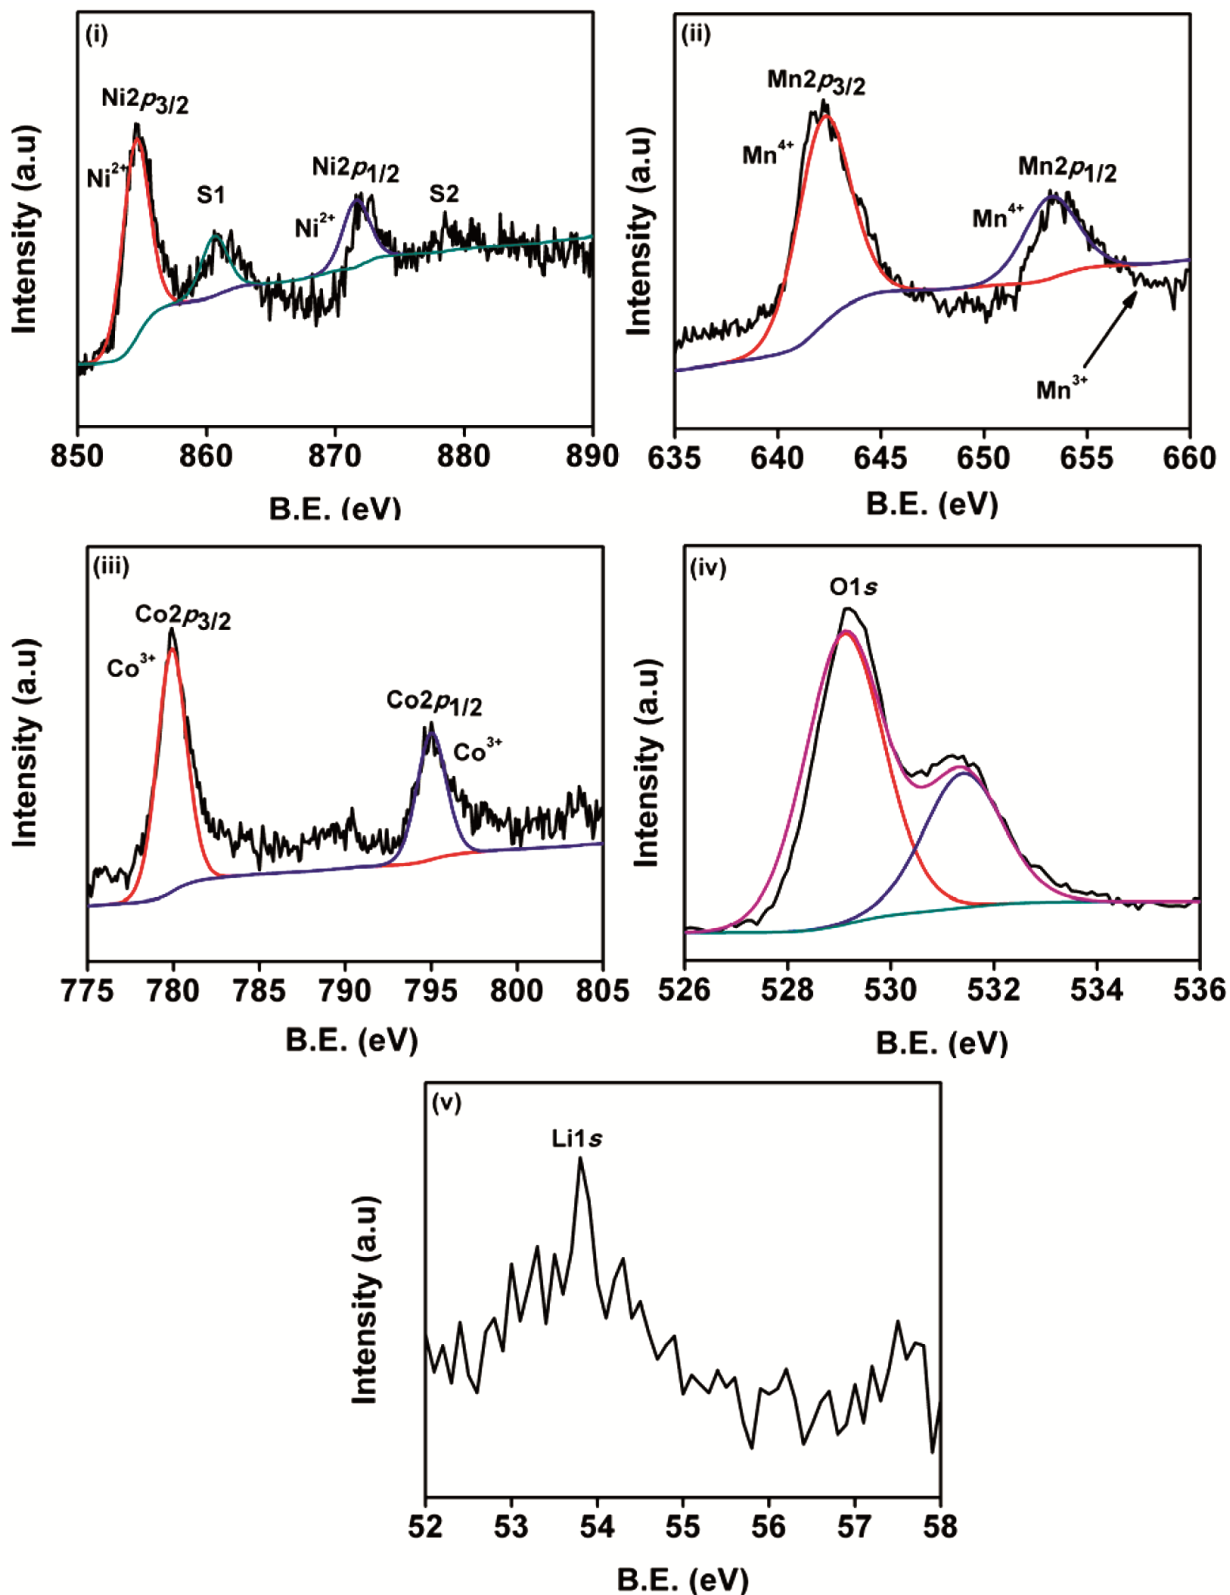 (i)
Ni2p3/2
Ni2+
S1
Ni2p1/2
Ni2+
S2
Intensity (a.u)
850 860 870 882 890
B.E. (eV)
(ii)
Mn2p3/2
Mn4+
Mn2p1/2
Mn4+
Mn3+
Intensity (a.u)
635 640 645 650 655 660
B.E. (eV)
(iii)
Co2p3/2
Co3+
Co2p1/2
Co3+
Intensity (a.u)
775 780 785 790 795 800 805
B.E. (eV)
(iv)
O1s
Intensity (a.u)
526 528 530 532 534 536
B.E. (eV)
(v)
Li1s
Intensity (a.u)
52 53 54 55 56 57 58
B.E. (eV)